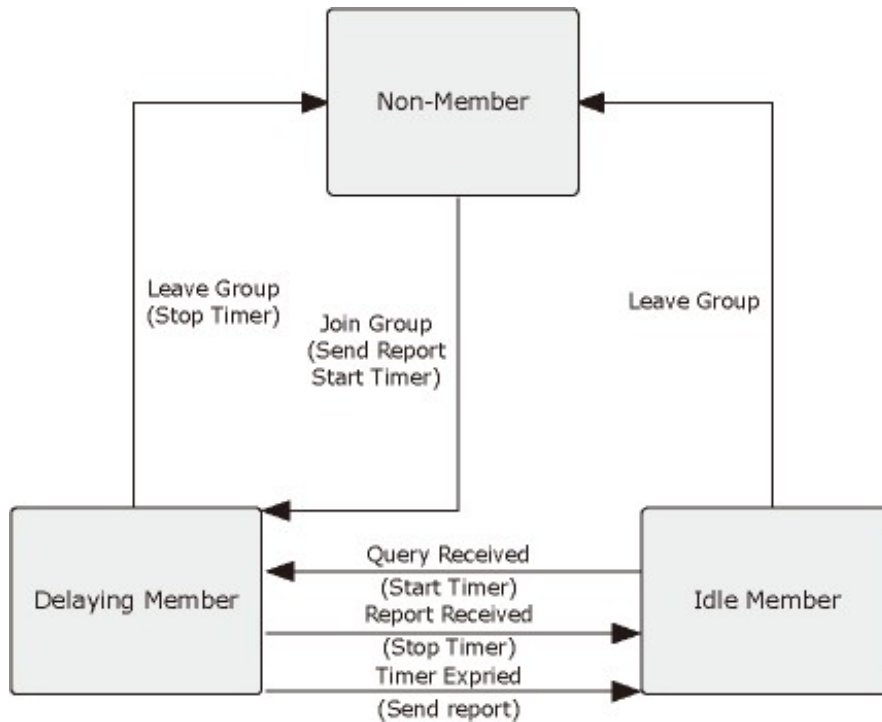 Non-Member
Leave Group
(Stop Timer)
Join Group
(Send Report
Start Timer)
Leave Group
Delaying Member
Query Received
(Start Timer)
Report Received
(Stop Timer)
Timer Expried
(Send report)
Idle Member